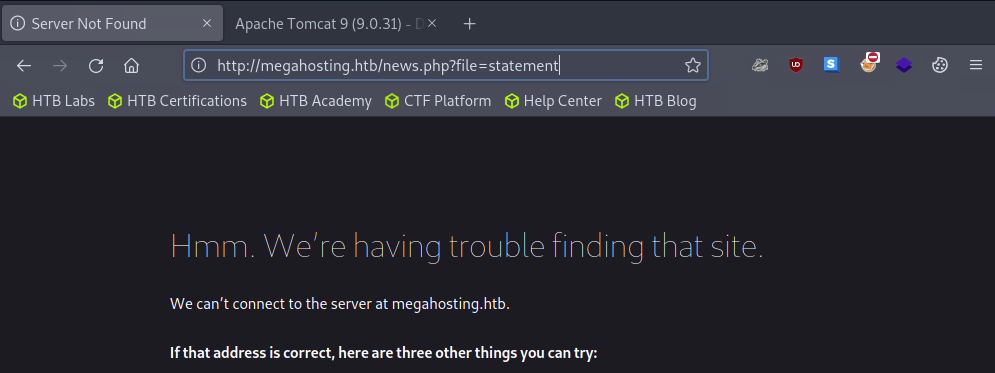 Server Not Found
Apache Tomcat 9 (9.0.31) - D
http://megahosting.htb/news.php?file=statement
HTB Labs HTB Certifications HTB Academy CTF Platform Help Center HTB Blog
Hmm. We're having trouble finding that site.
We can't connect to the server at megahosting.htb.
If that address is correct, here are three other things you can try: